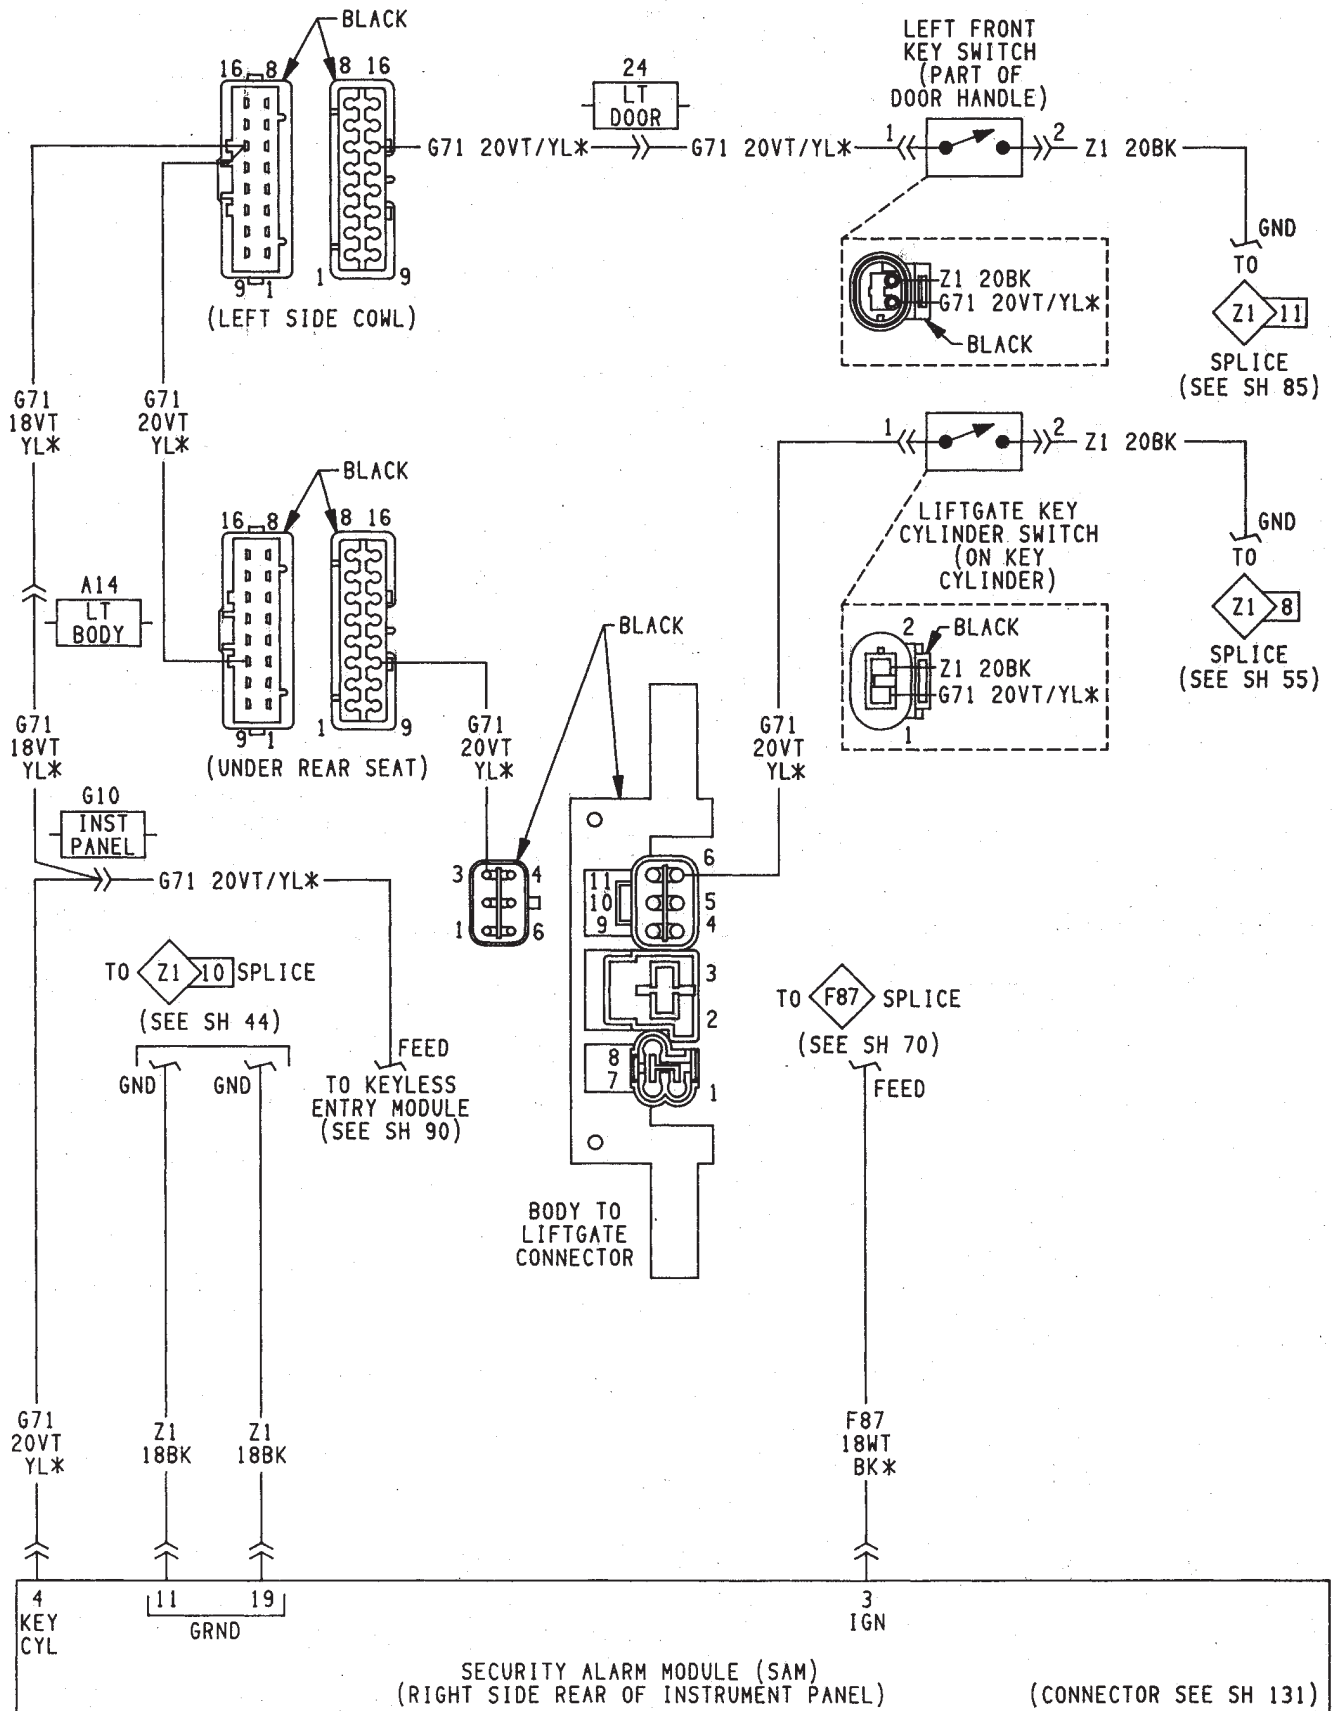 BLACK
16 8
8 16
9 1
1 9
(LEFT SIDE COWL)
G71 20VT/YL*
24
LT
DOOR
G71 20VT/YL*
LEFT FRONT
KEY SWITCH
(PART OF
DOOR HANDLE)
1
2
Z1 20BK
GND
TO
Z1 11
SPLICE
(SEE SH 85)
Z1 20BK
G71 20VT/YL*
BLACK
G71
18VT
YL*
G71
20VT
YL*
1
2
Z1 20BK
GND
TO
Z1 8
SPLICE
(SEE SH 55)
LIFTGATE KEY
CYLINDER SWITCH
(ON KEY
CYLINDER)
2
BLACK
Z1 20BK
G71 20VT/YL*
1
BLACK
16 8
8 16
9 1
1 9
(UNDER REAR SEAT)
A14
LT
BODY
G71
18VT
YL*
G71
20VT
YL*
BLACK
G71
20VT
YL*
G10
INST
PANEL
G71 20VT/YL*
3 4
1 6
6
11
10 5
9 4
3
2
8
7 1
BODY TO
LIFTGATE
CONNECTOR
TO Z1 10 SPLICE
(SEE SH 44)
GND GND
FEED
TO KEYLESS
ENTRY MODULE
(SEE SH 90)
TO F87 SPLICE
(SEE SH 70)
FEED
G71
20VT
YL*
Z1
18BK
Z1
18BK
F87
18WT
BK*
4
KEY
CYL
11 19
GRND
3
IGN
SECURITY ALARM MODULE (SAM)
(RIGHT SIDE REAR OF INSTRUMENT PANEL)
(CONNECTOR SEE SH 131)